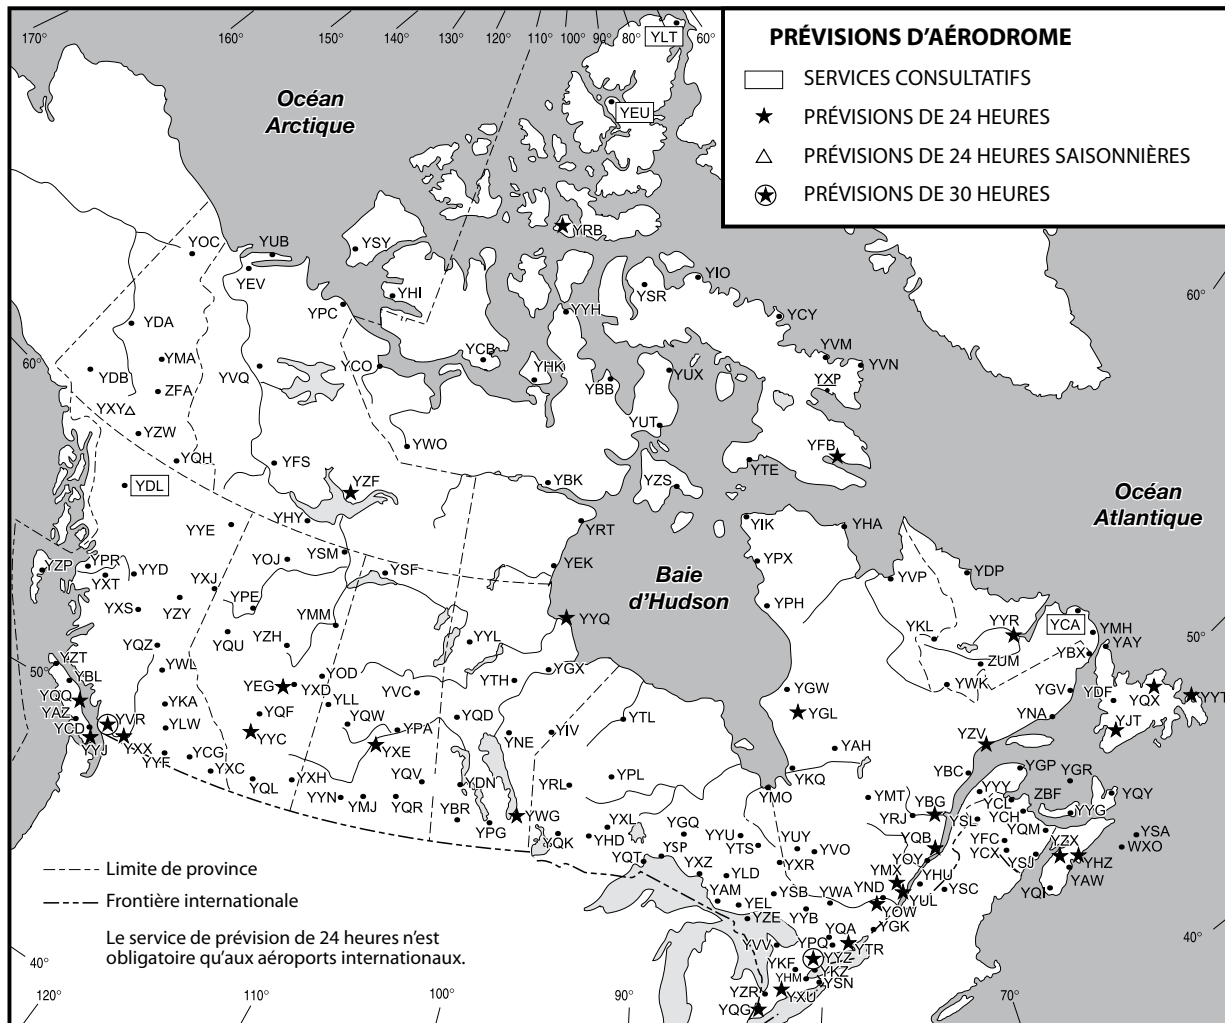 170°
160°
150°
140°
130°
120°
110°
100°
90°
80°
70°
YLT
60°
PRÉVISIONS D'AÉRODROME
SERVICES CONSULTATIFS
PRÉVISIONS DE 24 HEURES
PRÉVISIONS DE 24 HEURES SAISONNIÈRES
PRÉVISIONS DE 30 HEURES
Océan
Arctique
YEU
YRB
YOC
YUB
YSY
YEV
YHI
YIO
YSR
YPC
YYH
YCY
60°
YDA
YMA
YCB
YHK
YVM
YVN
60°
YDB
YVQ
YCO
YBB
YUX
YXP
ZFA
YXY
YZW
YWO
YUT
YFB
YQH
YFS
YTE
YDL
YZF
YBK
YZS
Océan
Atlantique
YYE
YHY
YRT
YIK
YHA
YZP
YPR
YXT
YYD
YXJ
YOJ
YSM
YSF
YEK
YPX
YVP
YDP
Baie
d'Hudson
YXS
YZY
YPE
YMM
YYQ
YPH
YQZ
YQU
YZH
YYL
YKL
YYR
YCA
YMH
YAY
50°
YZT
50°
YBL
YWL
YOD
YGX
ZUM
YBX
YQQ
YKA
YEG
YXD
YLL
YVC
YTH
YGW
YWK
YGV
YDF
YQX
YYT
YAZ
YVR
YLW
YQF
YQW
YPA
YQD
YTL
YGL
YNA
YJT
YCD
YYJ
YXX
YYF
YYC
YXE
YNE
YIV
YAH
YZV
YCG
YXC
YQL
YXH
YQV
YDN
YRL
YPL
YKQ
YBC
YGP
YGR
YYN
YMJ
YQR
YBR
YPG
YWG
YMO
YMT
YYY
YCL
ZBF
YQY
YRJ
YBG
YSL
YCH
YYG
YQK
YHD
YXL
YGQ
YYU
YTS
YUY
YVO
YQB
YFC
YQM
YSA
WXO
YQT
YSP
YXZ
YXR
YOY
YCX
YSJ
YZX
YHZ
YLD
YMX
YHU
YAW
YAM
YEL
YSB
YWA
YND
YUL
YSC
YQI
YZE
YYB
YOW
YGK
YVV
YPQ
YQA
YTR
YYZ
YKF
YKZ
YHM
YSN
YZR
YXU
YQG
Limite de province
Frontière internationale
Le service de prévision de 24 heures n'est
obligatoire qu'aux aéroports internationaux.
40°
40°
120°
110°
100°
90°
70°